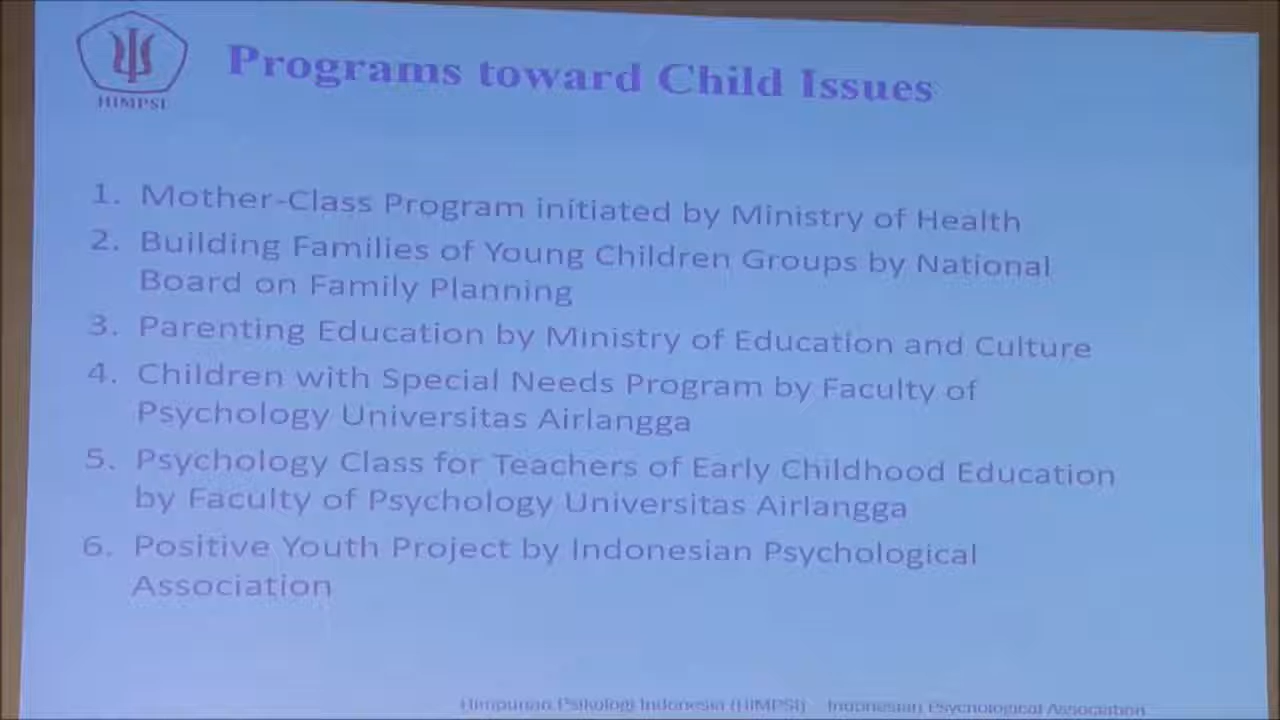 HIMPSI
Programs toward Child Issues
1. Mother-Class Program initiated by Ministry of Health
2. Building Families of Young Children Groups by National
Board on Family Planning
3. Parenting Education by Ministry of Education and Culture
4. Children with Special Needs Program by Faculty of
Psychology Universitas Airlangga
5. Psychology Class for Teachers of Early Childhood Education
by Faculty of Psychology Universitas Airlangga
6. Positive Youth Project by Indonesian Psychological
Association
Himpunan Psikologi Indonesia (HIMPSI) Indonesian Psychological Association